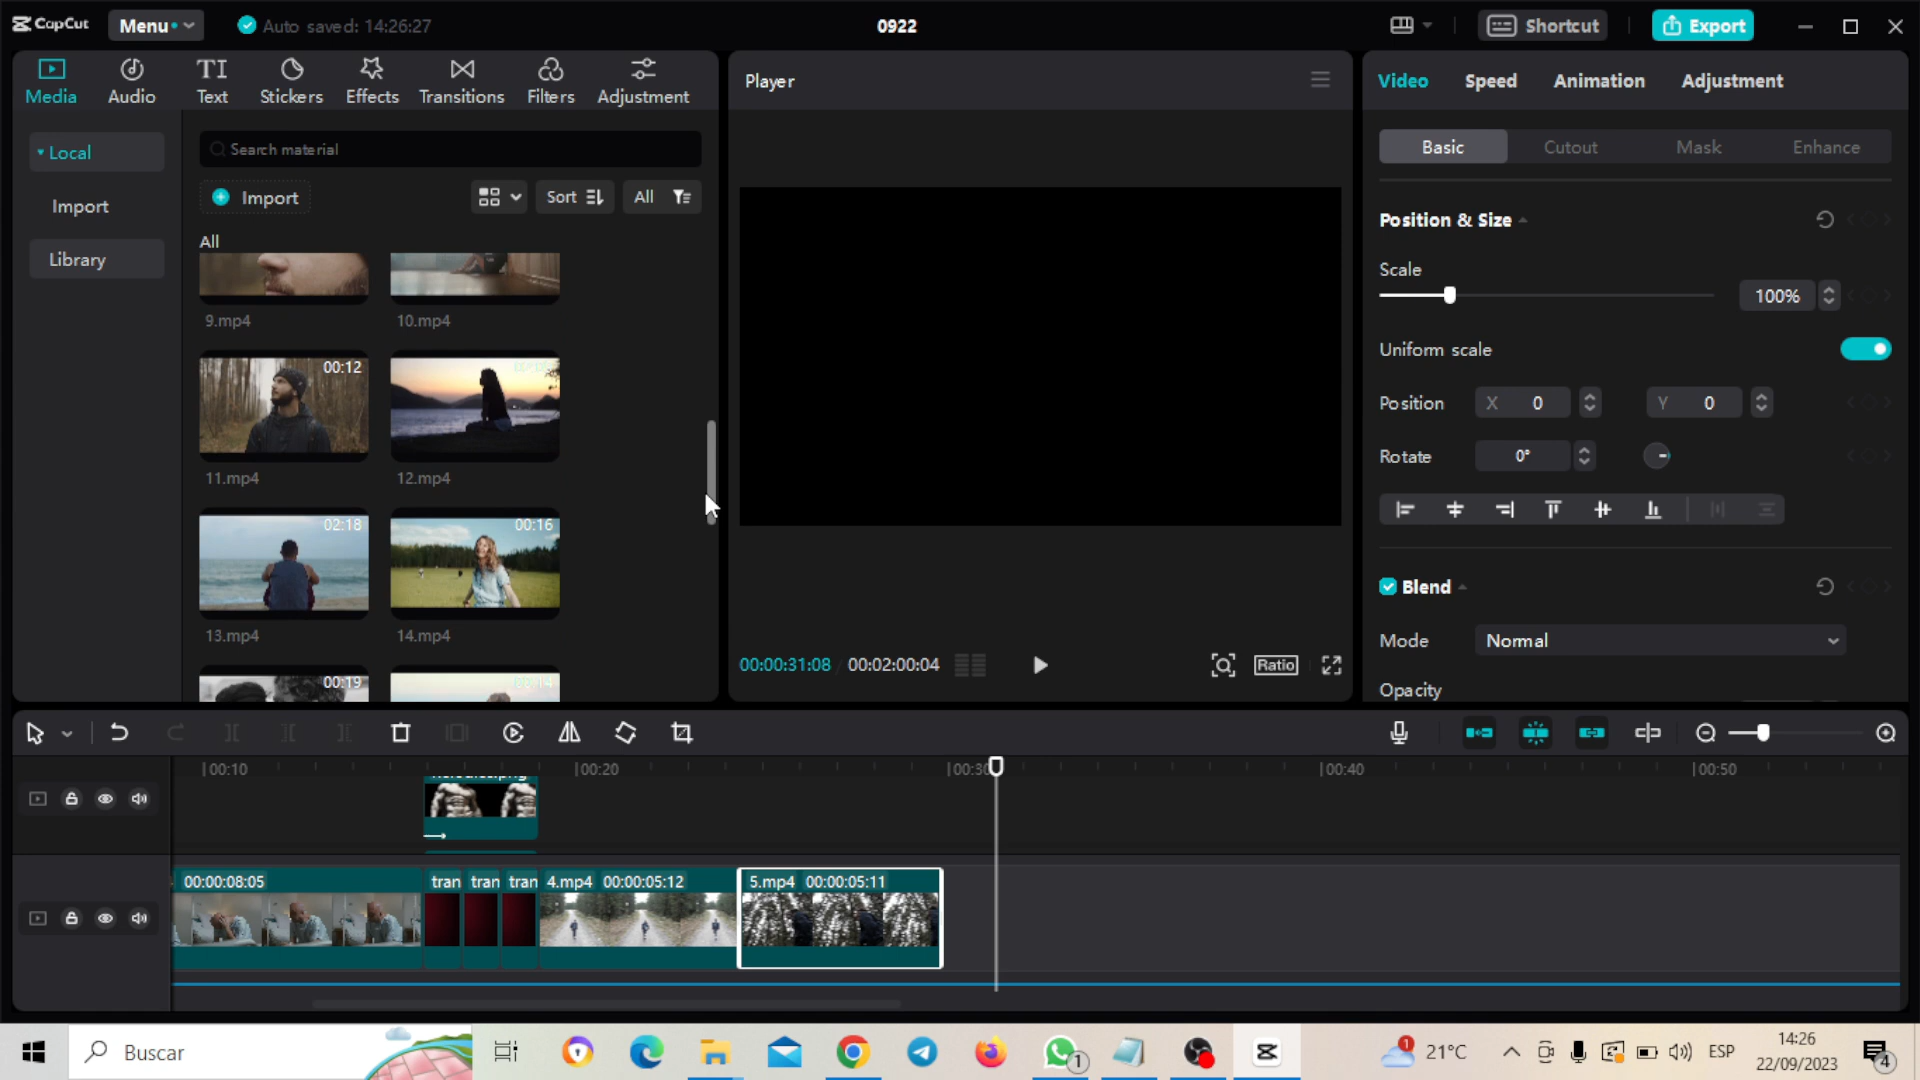 CapCut
Menu
Auto saved: 14:26:27
0922
Shortcut
Export
Media
Audio
Text
Stickers
Effects
Transitions
Filters
Adjustment
Player
Video
Speed
Animation
Adjustment
Local
Import
Library
Search material
Import
Sort
All
All
9.mp4
10.mp4
00:12
11.mp4
12.mp4
02:18
00:16
13.mp4
14.mp4
00:19
Basic
Cutout
Mask
Enhance
Position & Size
Scale
100%
Uniform scale
Position
X 0
Y 0
Rotate
0°
Blend
Mode
Normal
Opacity
00:00:31:08
00:02:00:04
Ratio
00:10
00:20
00:30
00:40
00:50
00:00:08:05
tran
tran
tran
4.mp4 00:00:05:12
5.mp4 00:00:05:11
Buscar
1
1
21°C
ESP
14:26
22/09/2023
4